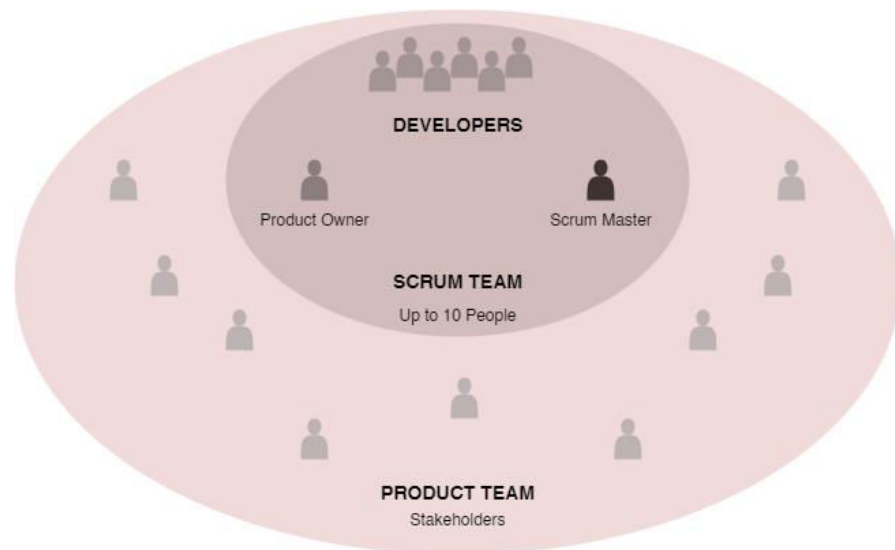 DEVELOPERS
Product Owner
Scrum Master
SCRUM TEAM
Up to 10 People
PRODUCT TEAM
Stakeholders